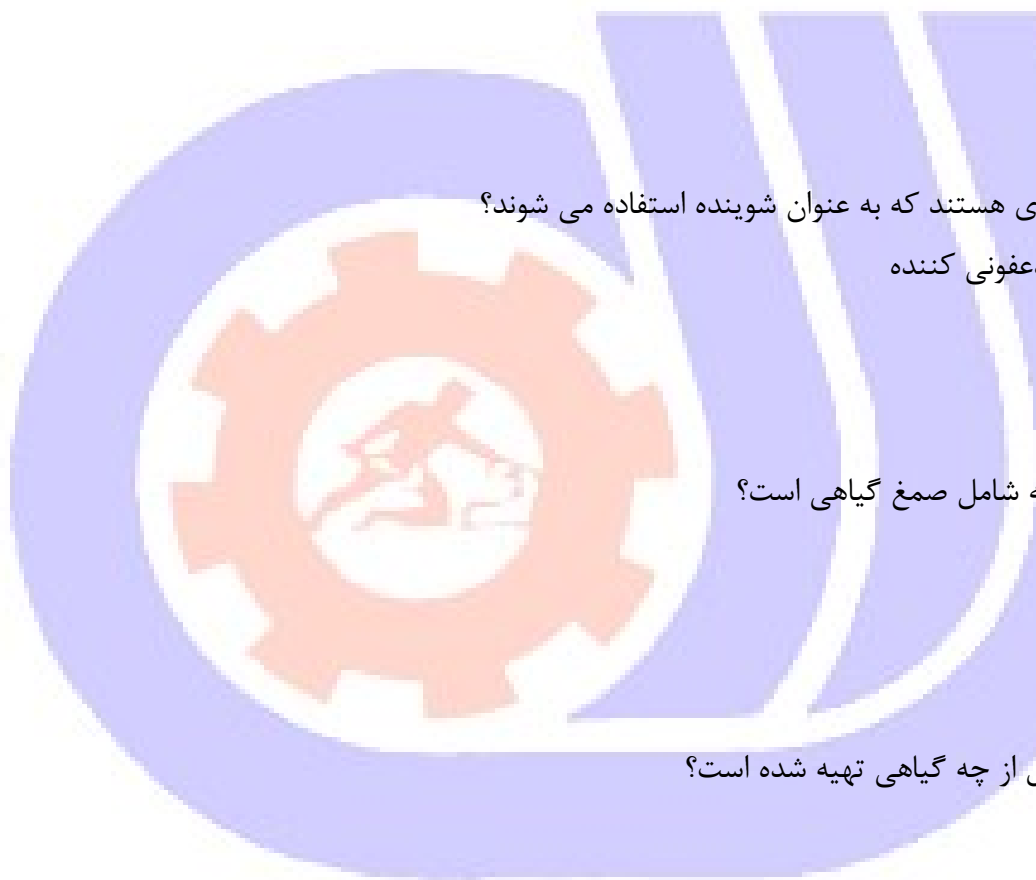 ی هستند که به عنوان شوینده استفاده می شوند؟
عفونی کننده
شامل صمغ گیاهی است؟
از چه گیاهی تهیه شده است؟